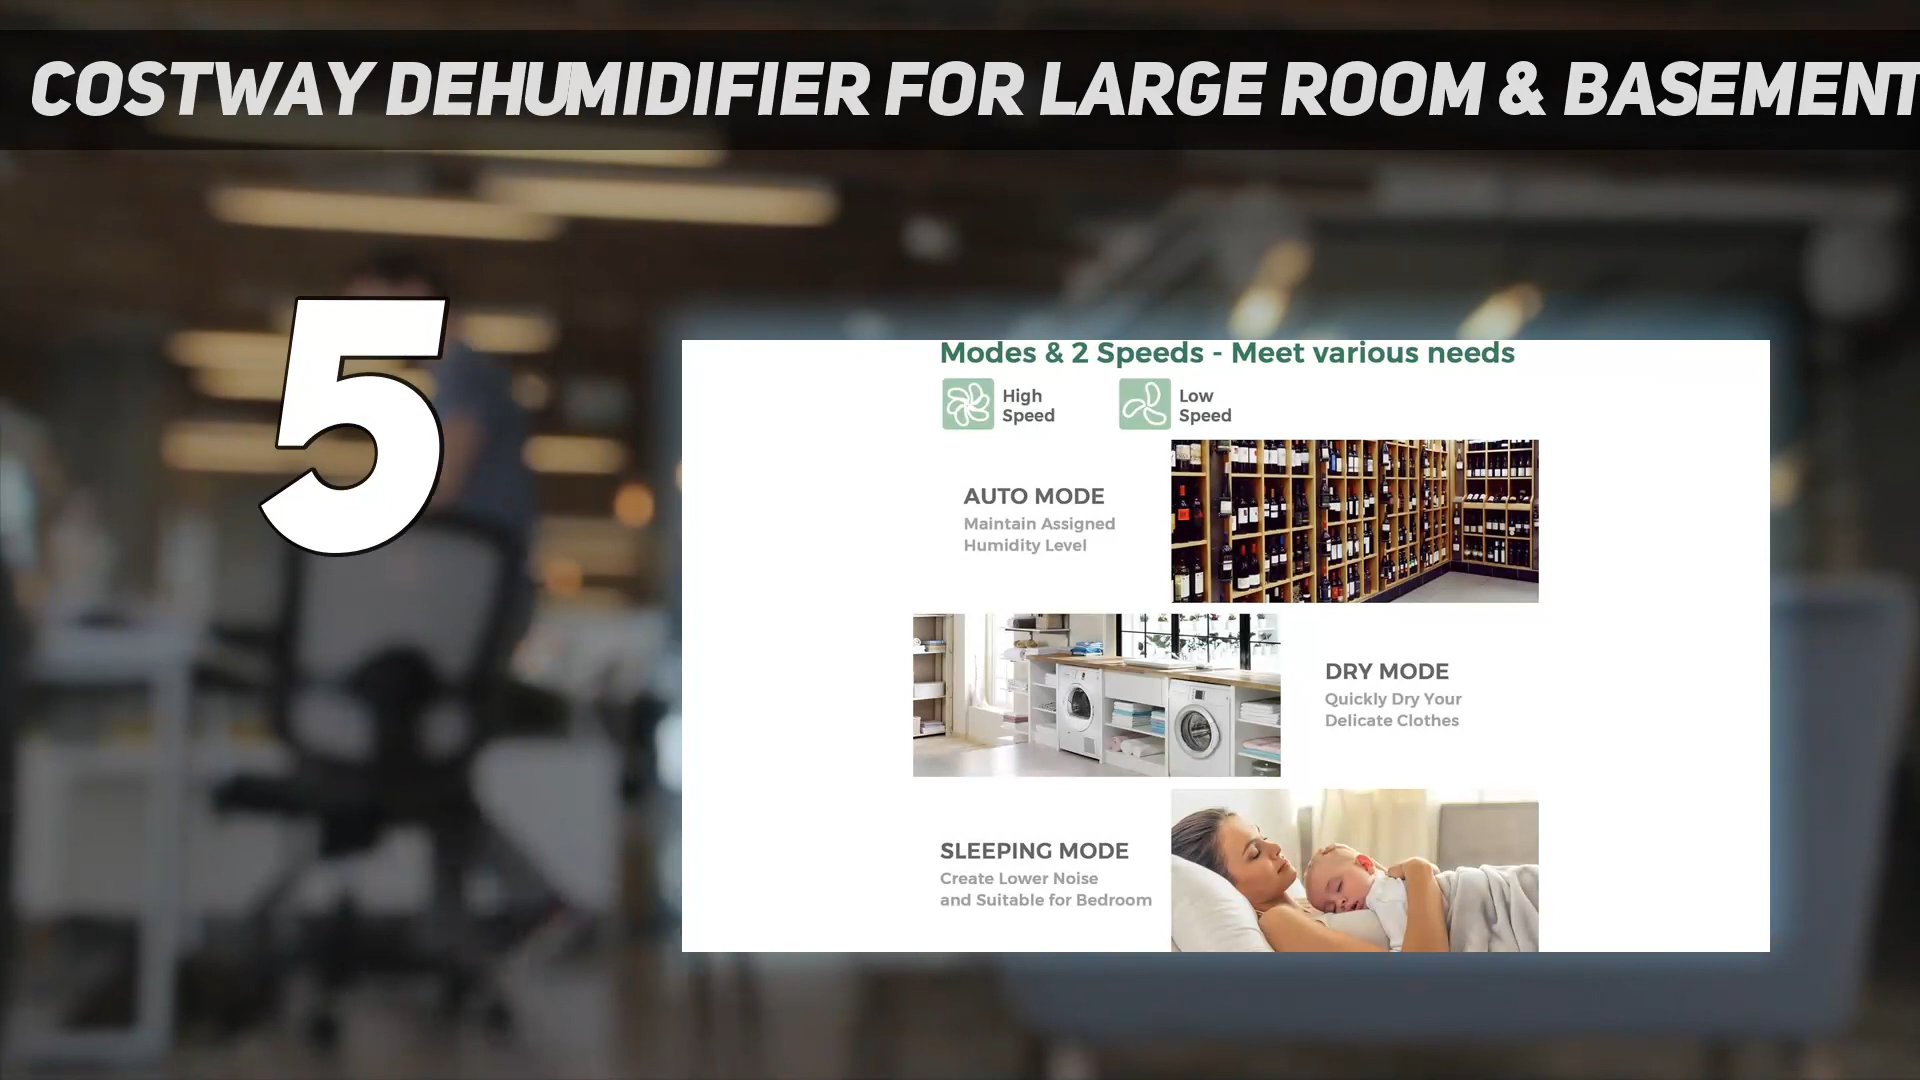 COSTWAY DEHUMIDIFIER FOR LARGE ROOM & BASEMENT
5
Modes & 2 Speeds - Meet various needs
High
Speed
Low
Speed
AUTO MODE
Maintain Assigned
Humidity Level
DRY MODE
Quickly Dry Your
Delicate Clothes
SLEEPING MODE
Create Lower Noise
and Suitable for Bedroom